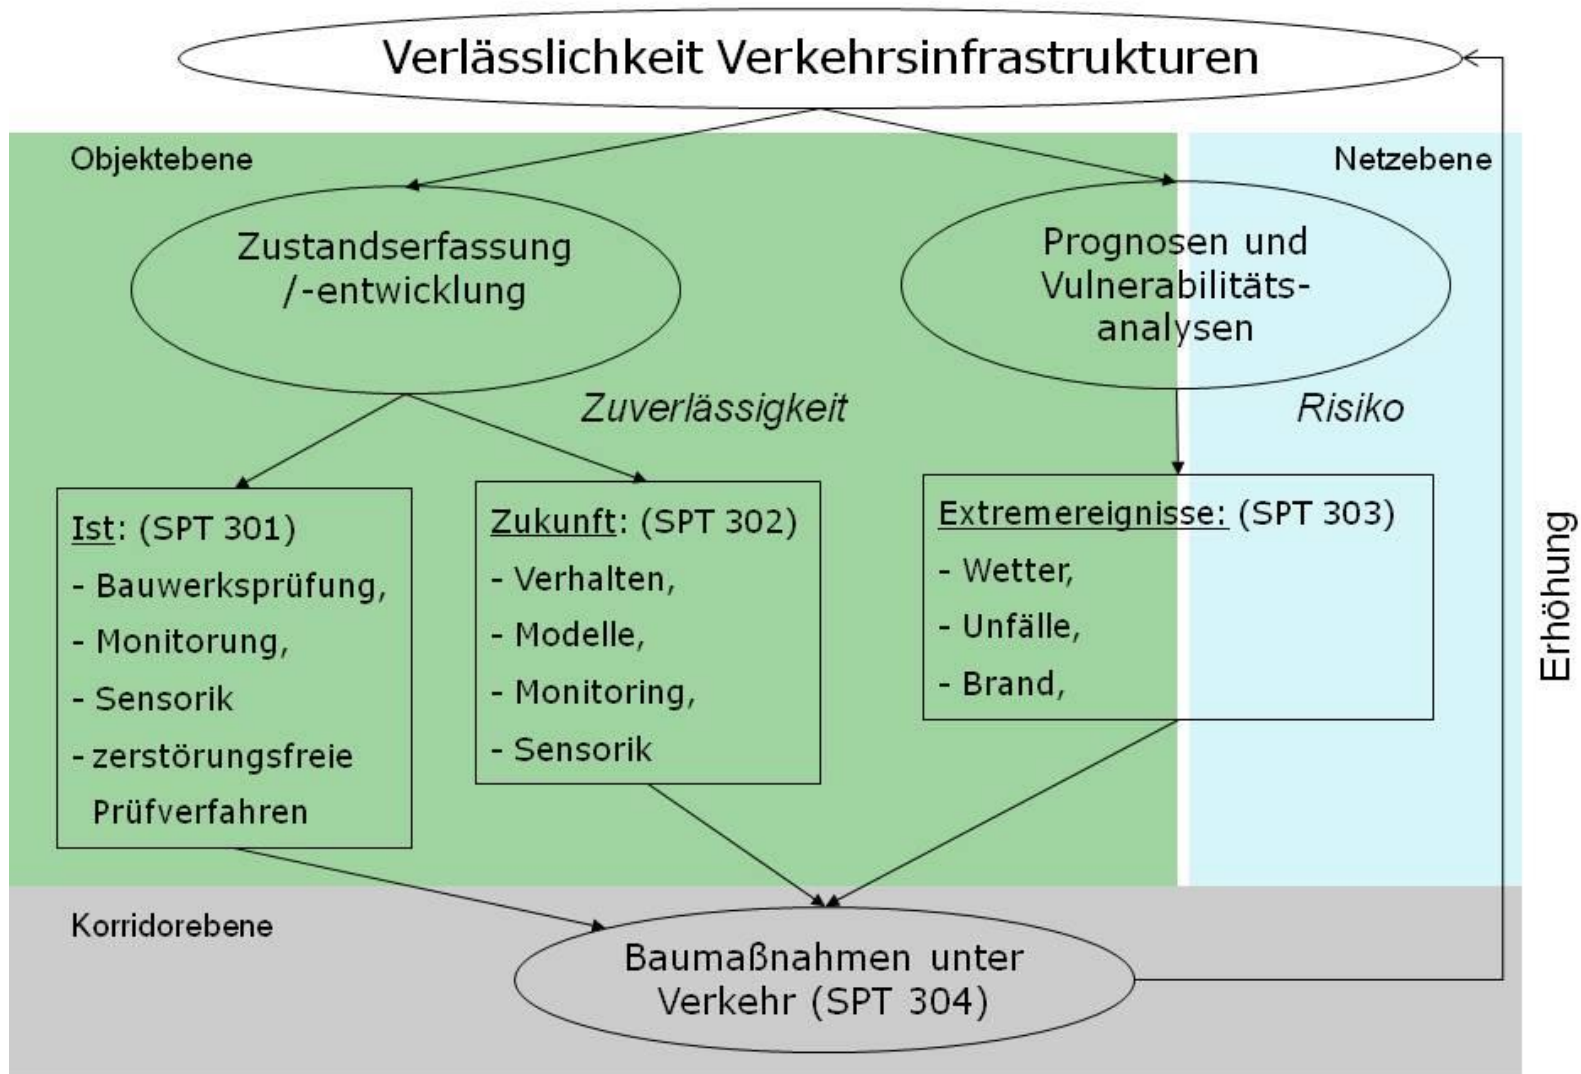 Verlässlichkeit Verkehrsinfrastrukturen
Objektebene
Netzebene
Zustandserfassung
/-entwicklung
Prognosen und
Vulnerabilitäts-
analysen
Zuverlässigkeit
Risiko
Ist: (SPT 301)
- Bauwerksprüfung,
- Monitorung,
- Sensorik
- zerstörungsfreie
Prüfverfahren
Zukunft: (SPT 302)
- Verhalten,
- Modelle,
- Monitoring,
- Sensorik
Extremereignisse: (SPT 303)
- Wetter,
- Unfälle,
- Brand,
Erhöhung
Korridorebene
Baumaßnahmen unter
Verkehr (SPT 304)